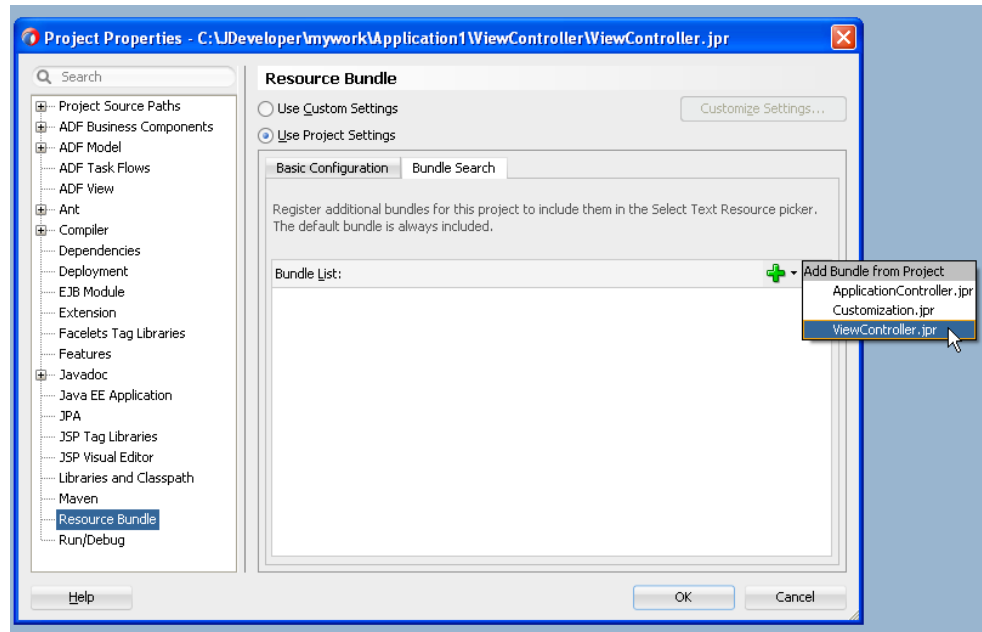 Project Properties - C:\JDeveloper\mywork\Application1\ViewController\ViewController.jpr
Search
Project Source Paths
ADF Business Components
ADF Model
ADF Task Flows
ADF View
Ant
Compiler
Dependencies
Deployment
EJB Module
Extension
Facelets Tag Libraries
Features
Javadoc
Java EE Application
JPA
JSP Tag Libraries
JSP Visual Editor
Libraries and Classpath
Maven
Resource Bundle
Run/Debug
Resource Bundle
Use Custom Settings
Customize Settings...
Use Project Settings
Basic Configuration
Bundle Search
Register additional bundles for this project to include them in the Select Text Resource picker.
The default bundle is always included.
Bundle List:
Add Bundle from Project
ApplicationController.jpr
Customization.jpr
ViewController.jpr
Help
OK
Cancel